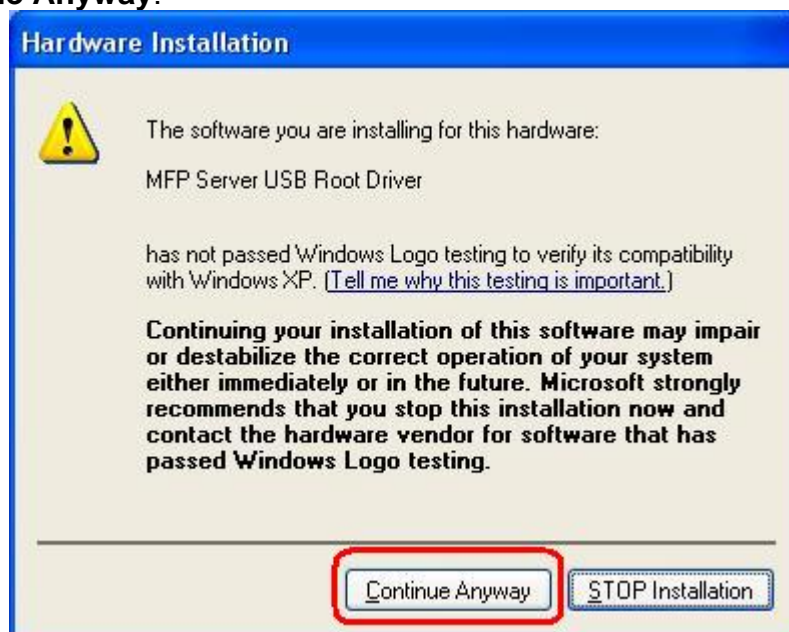 Anyway.
Hardware Installation
The software you are installing for this hardware:
MFP Server USB Root Driver
has not passed Windows Logo testing to verify its compatibility
with Windows XP. (Tell me why this testing is important.)
Continuing your installation of this software may impair
or destabilize the correct operation of your system
either immediately or in the future. Microsoft strongly
recommends that you stop this installation now and
contact the hardware vendor for software that has
passed Windows Logo testing.
Continue Anyway
STOP Installation